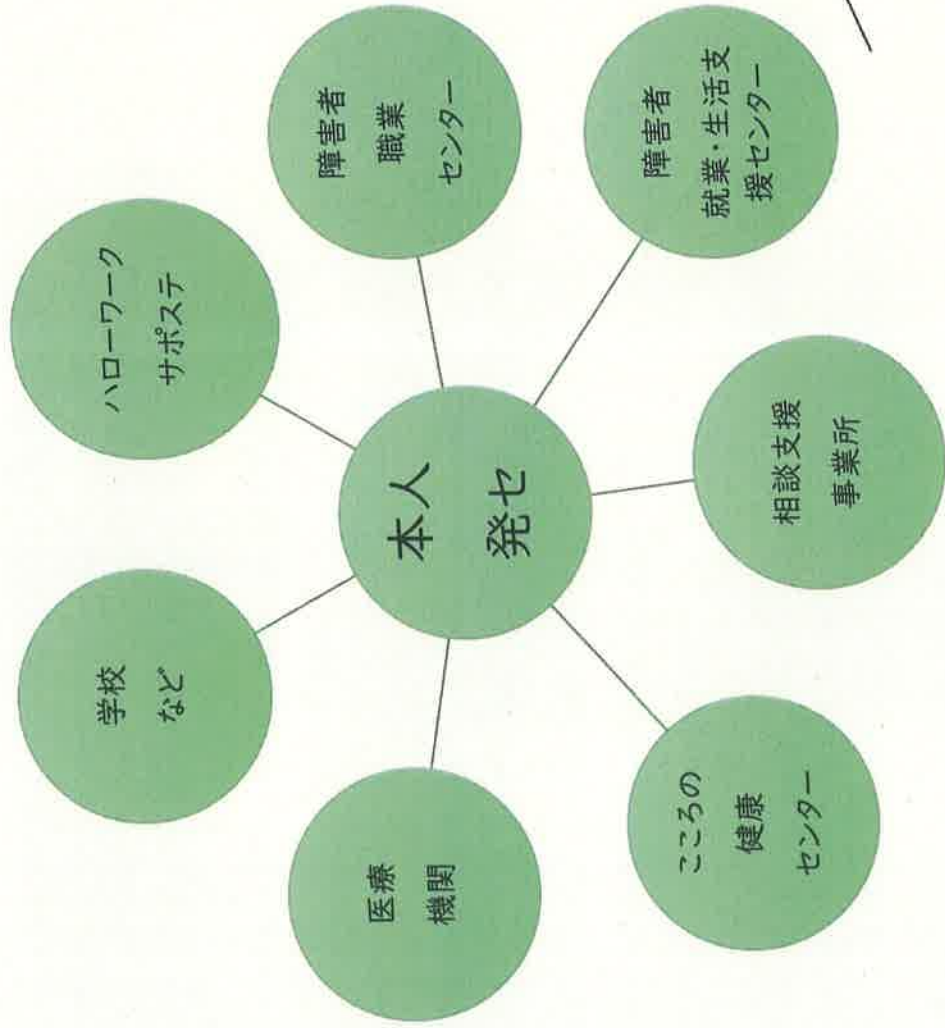 学校
など
ハローワーク
サポステ
障害者
職業
センター
医療
機関
本人
発セ
障害者
就業・生活支
援センター
こころの
健康
センター
相談支援
事業所